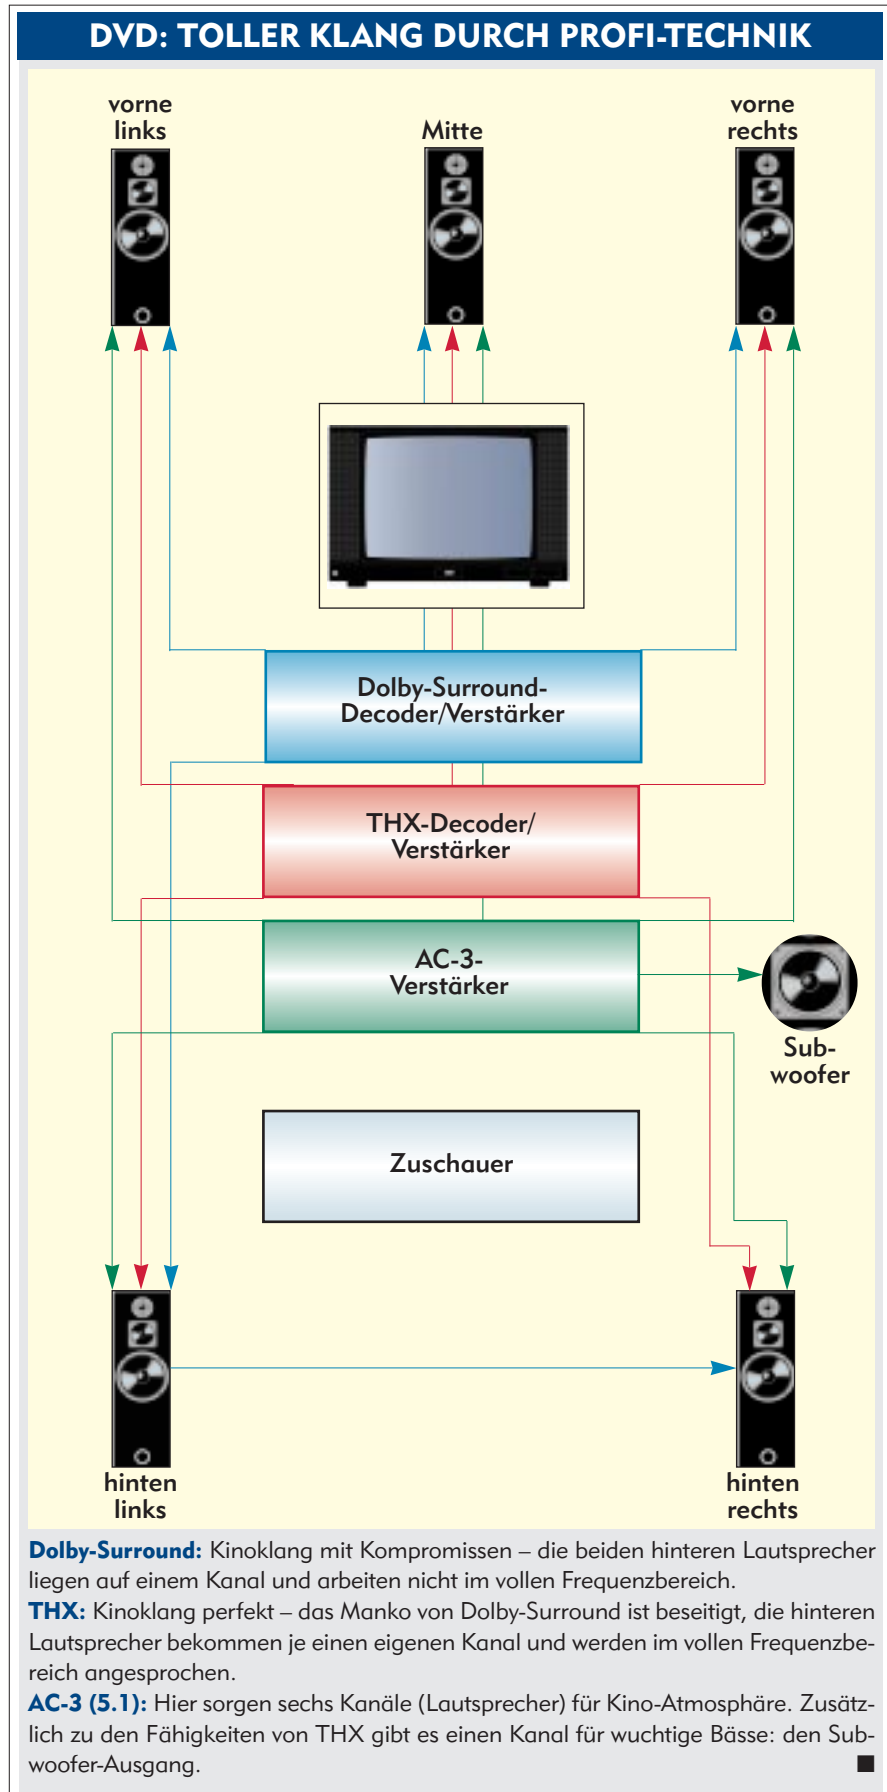 DVD: TOLLER KLANG DURCH PROFI-TECHNIK
vorne
links
Mitte
vorne
rechts
Dolby-Surround-
Decoder/Verstärker
THX-Decoder/
Verstärker
AC-3-
Verstärker
Sub-
woofer
Zuschauer
hinten
links
hinten
rechts
Dolby-Surround: Kinoklang mit Kompromissen – die beiden hinteren Lautsprecher
liegen auf einem Kanal und arbeiten nicht im vollen Frequenzbereich.
THX: Kinoklang perfekt – das Manko von Dolby-Surround ist beseitigt, die hinteren
Lautsprecher bekommen je einen eigenen Kanal und werden im vollen Frequenzbe-
reich angesprochen.
AC-3 (5.1): Hier sorgen sechs Kanäle (Lautsprecher) für Kino-Atmosphäre. Zusätz-
lich zu den Fähigkeiten von THX gibt es einen Kanal für wuchtige Bässe: den Sub-
woofer-Ausgang.